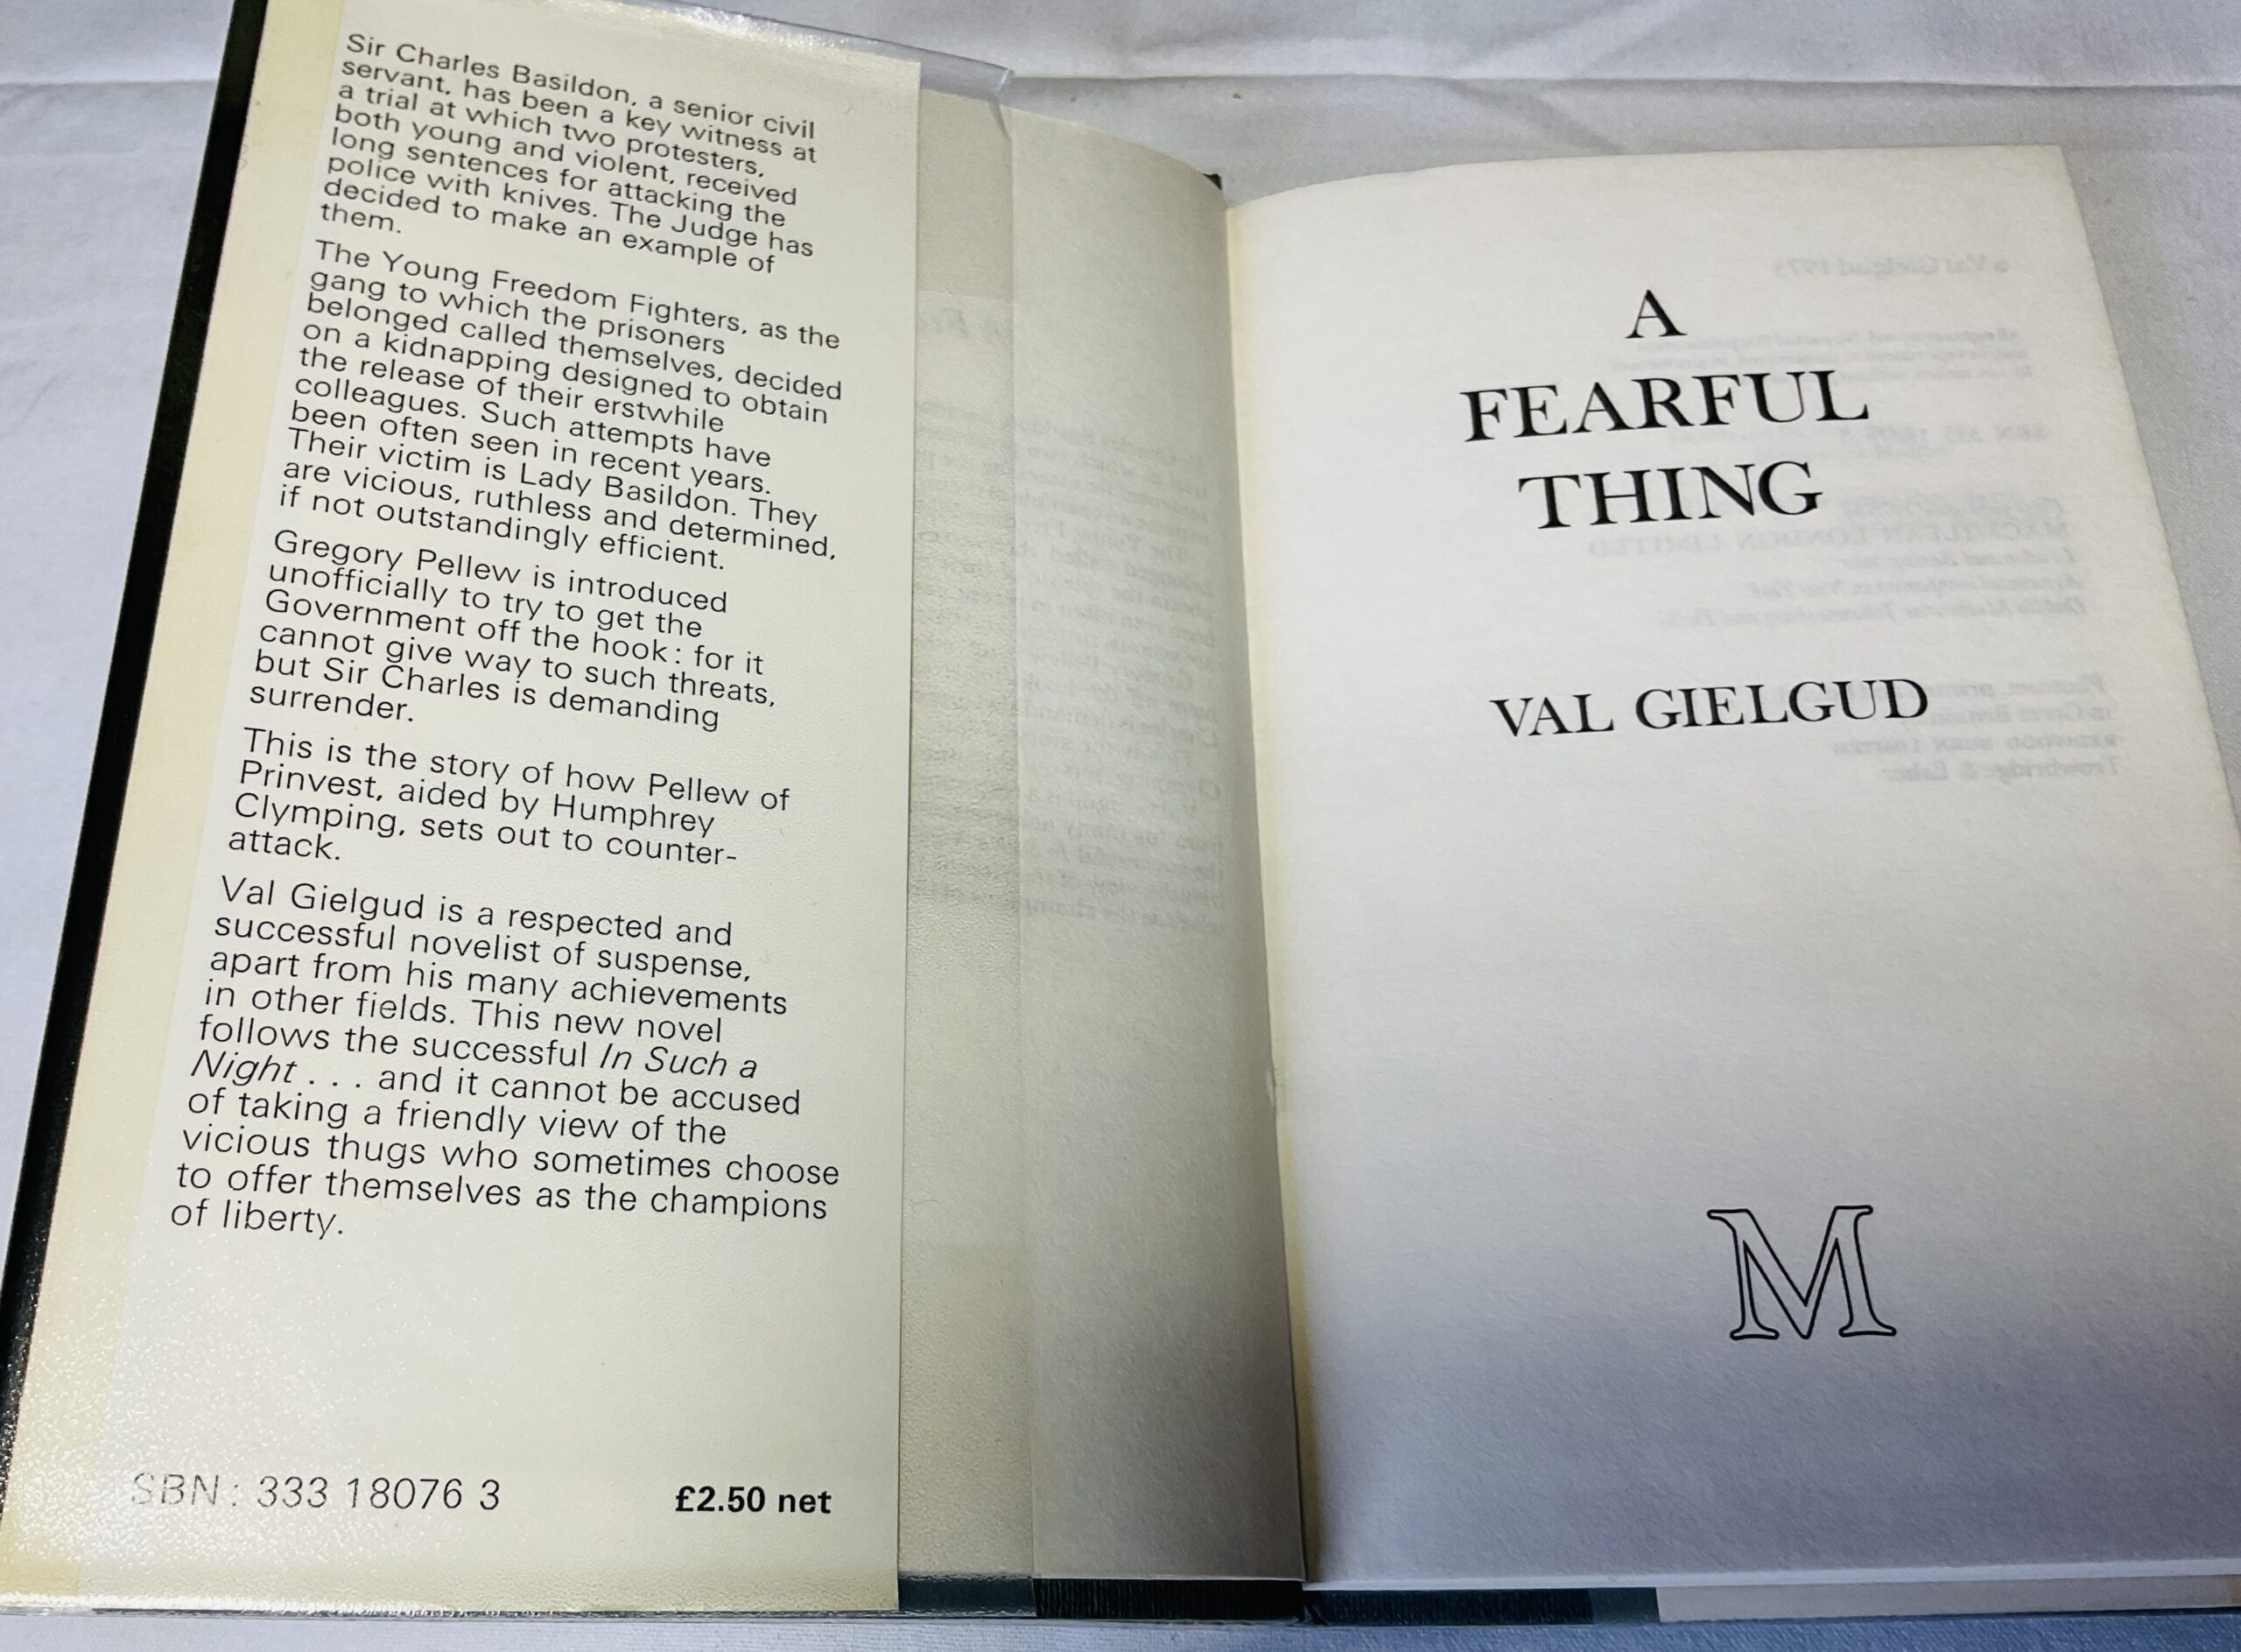 Sir Charles Basildon, a senior civil
servant, has been a key witness at
a trial at which two protesters,
both young and violent, received
long sentences for attacking the
police with knives. The Judge has
decided to make an example of
them.
The Young Freedom Fighters, as the
gang to which the prisoners
belonged called themselves, decided
on a kidnapping designed to obtain
the release of their erstwhile
colleagues. Such attempts have
been often seen in recent years.
Their victim is Lady Basildon. They
are vicious, ruthless and determined,
if not outstandingly efficient.
Gregory Pellew is introduced
unofficially to try to get the
Government off the hook: for it
cannot give way to such threats,
but Sir Charles is demanding
surrender.
This is the story of how Pellew of
Prinvest, aided by Humphrey
Clymping, sets out to counter-
attack.
Val Gielgud is a respected and
successful novelist of suspense,
apart from his many achievements
in other fields. This new novel
follows the successful In Such a
Night . . . and it cannot be accused
of taking a friendly view of the
vicious thugs who sometimes choose
to offer themselves as the champions
of liberty.
SBN: 333 18076 3
£2.50 net
A
FEARFUL
THING
VAL GIELGUD
M